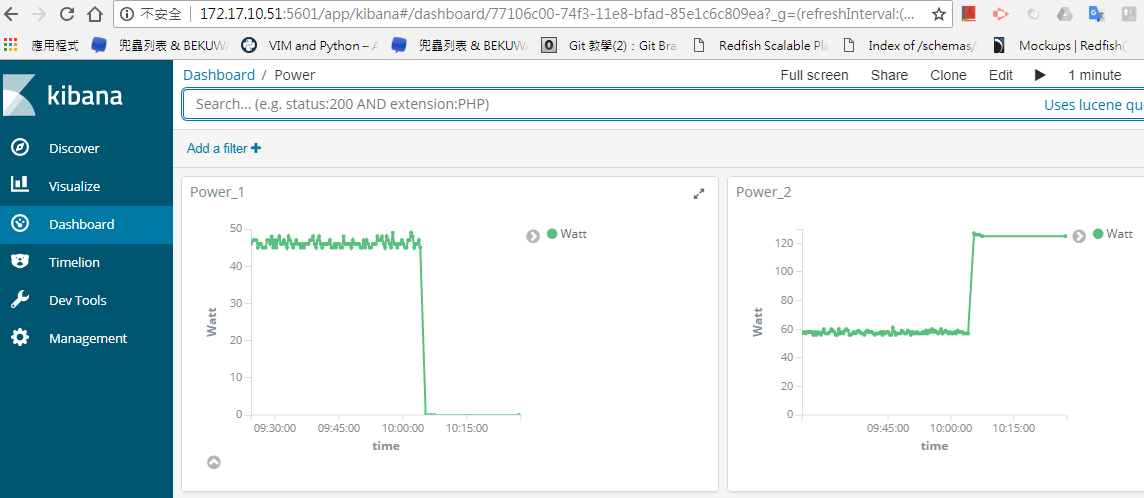 不安全 | 172.17.10.51:5601/app/kibana#/dashboard/77106c00-74f3-11e8-bfad-85e1c6c809ea?_g=(refreshInterval:(...
應用程式 兜蟲列表 & BEKUWA VIM and Python – A 兜蟲列表 & BEKUWA Git 教學(2) : Git Bra Redfish Scalable Pla Index of /schemas/ Mockups | Redfish(
kibana
Discover
Visualize
Dashboard
Timelion
Dev Tools
Management
Dashboard / Power Full screen Share Clone Edit 1 minute
Search... (e.g. status:200 AND extension:PHP) Uses lucene qu
Add a filter +
Power_1
50
40
30
20
10
0
Watt
09:30:00 09:45:00 10:00:00 10:15:00
time
Watt
Power_2
120
100
80
60
40
20
0
Watt
09:45:00 10:00:00 10:15:00
time
Watt